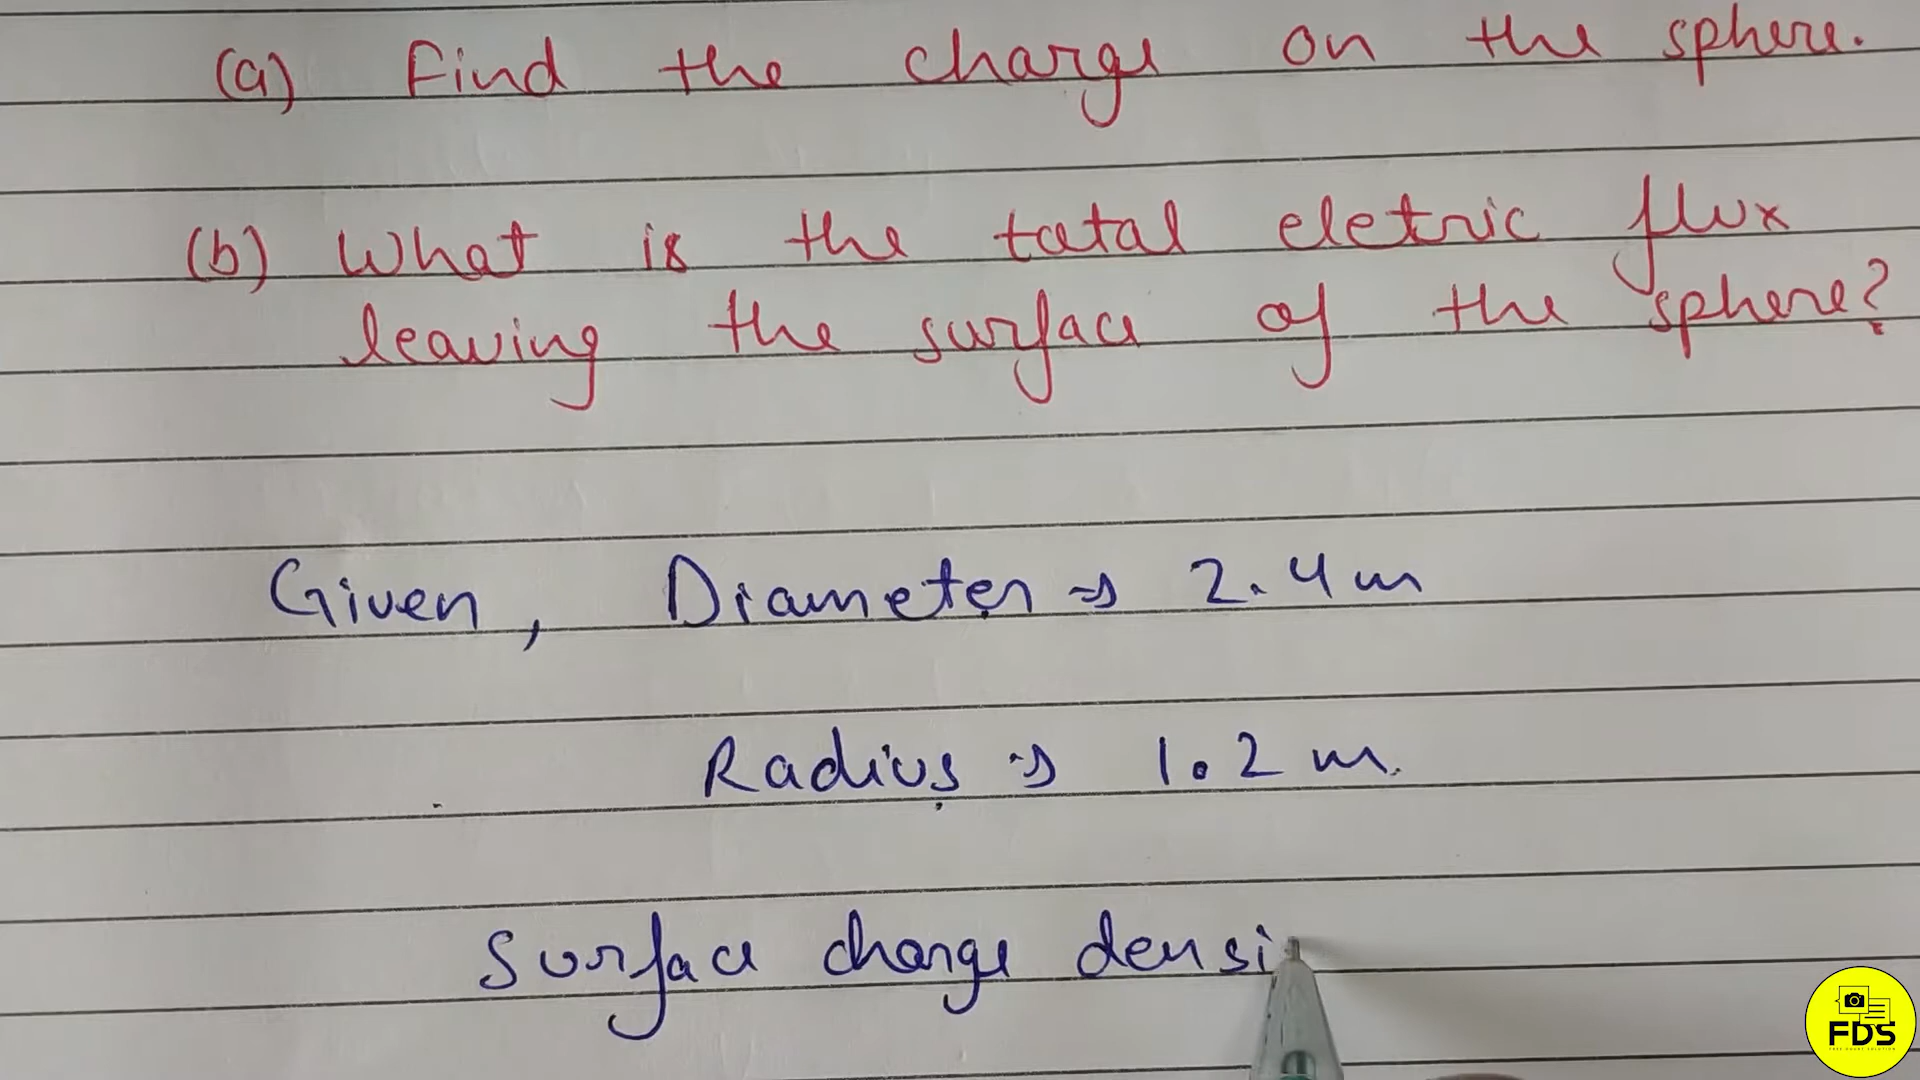 (a) Find the charge on the sphere.
(b) What is the total eletric flux
leaving the surface of the sphere?
Given, Diameter ⇒ 2.4 m
Radius ⇒ 1.2 m.
Surface charge densi
FDS